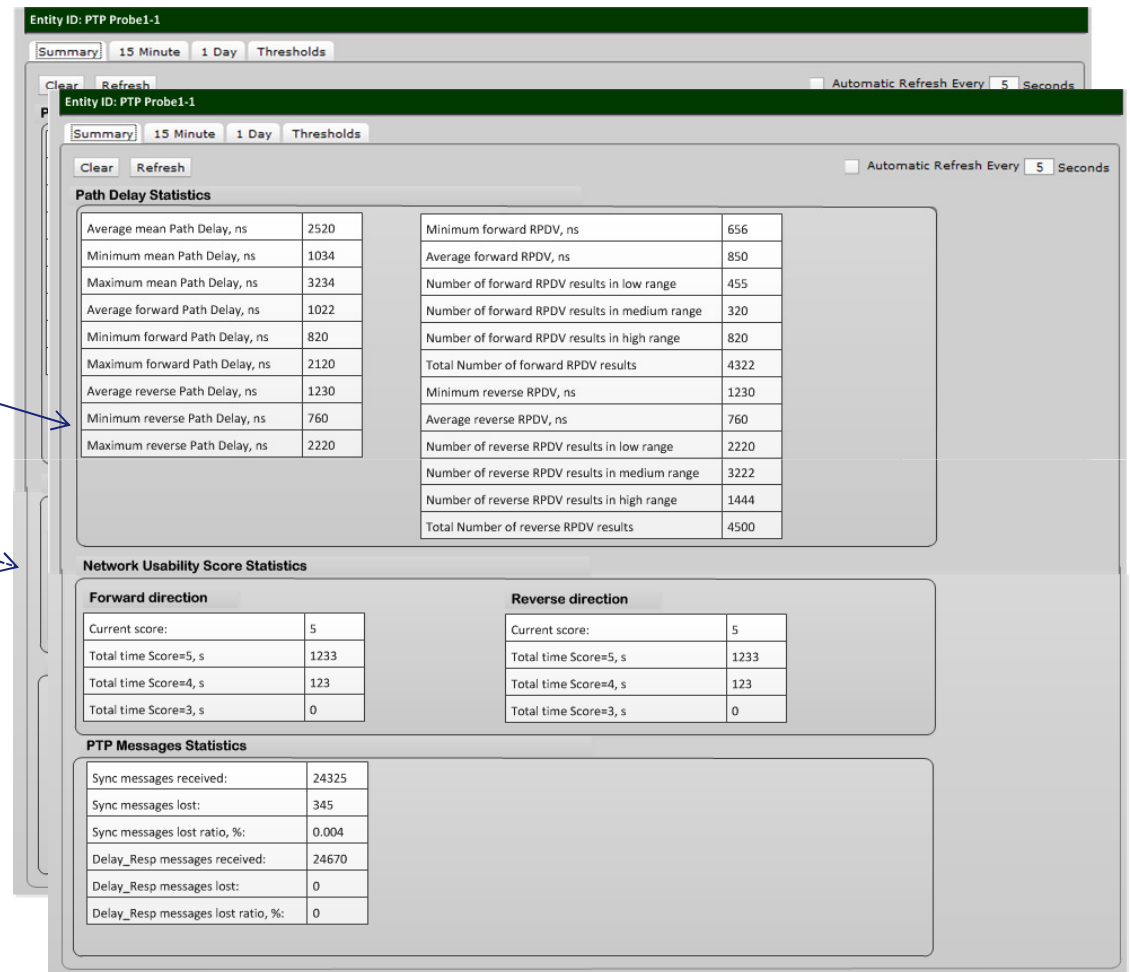 Entity ID: PTP Probe1-1
Summary 15 Minute 1 Day Thresholds
Clear Refresh Automatic Refresh Every 5 Seconds
P
Entity ID: PTP Probe1-1
Summary 15 Minute 1 Day Thresholds
Clear Refresh Automatic Refresh Every 5 Seconds
Path Delay Statistics
Average mean Path Delay, ns 2520
Minimum mean Path Delay, ns 1034
Maximum mean Path Delay, ns 3234
Average forward Path Delay, ns 1022
Minimum forward Path Delay, ns 820
Maximum forward Path Delay, ns 2120
Average reverse Path Delay, ns 1230
Minimum reverse Path Delay, ns 760
Maximum reverse Path Delay, ns 2220
Minimum forward RPDV, ns 656
Average forward RPDV, ns 850
Number of forward RPDV results in low range 455
Number of forward RPDV results in medium range 320
Number of forward RPDV results in high range 820
Total Number of forward RPDV results 4322
Minimum reverse RPDV, ns 1230
Average reverse RPDV, ns 760
Number of reverse RPDV results in low range 2220
Number of reverse RPDV results in medium range 3222
Number of reverse RPDV results in high range 1444
Total Number of reverse RPDV results 4500
Network Usability Score Statistics
Forward direction
Current score: 5
Total time Score=5, s 1233
Total time Score=4, s 123
Total time Score=3, s 0
Reverse direction
Current score: 5
Total time Score=5, s 1233
Total time Score=4, s 123
Total time Score=3, s 0
PTP Messages Statistics
Sync messages received: 24325
Sync messages lost: 345
Sync messages lost ratio, %: 0.004
Delay_Resp messages received: 24670
Delay_Resp messages lost: 0
Delay_Resp messages lost ratio, %: 0